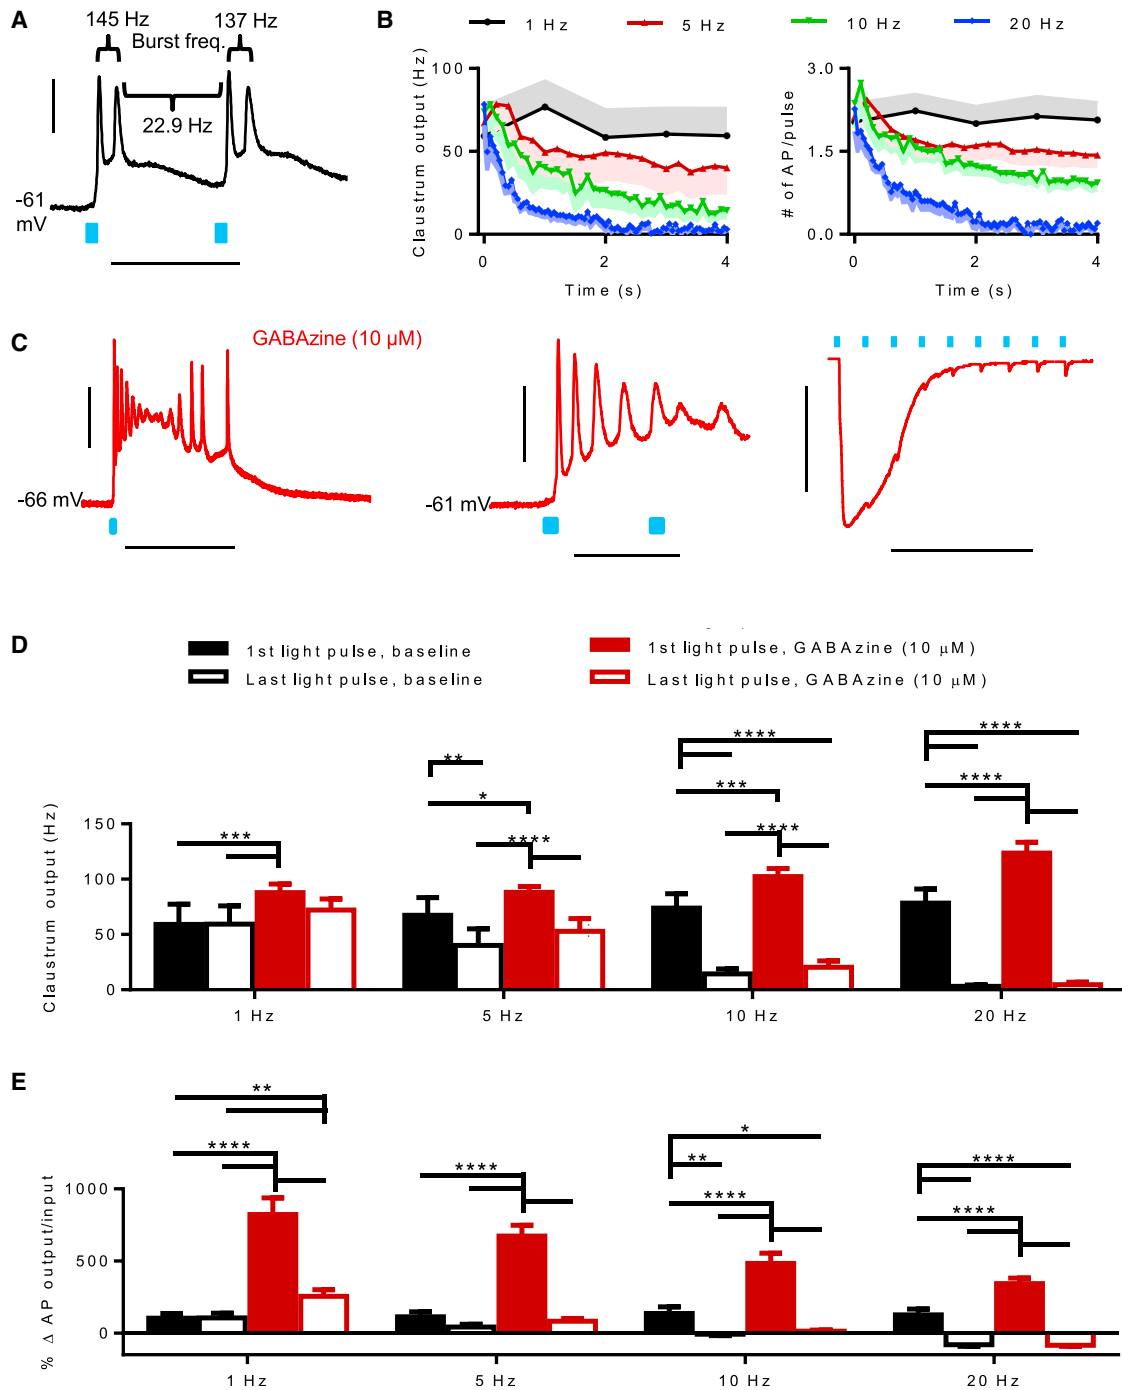 A
145 Hz
137 Hz
Burst freq.
22.9 Hz
-61
mV
B
1 Hz
5 Hz
10 Hz
20 Hz
Claustrum output (Hz)
100
50
0
0
2
4
Time (s)
# of AP/pulse
3.0
1.5
0.0
0
2
4
Time (s)
C
GABAzine (10 µM)
-66 mV
-61 mV
D
1st light pulse, baseline
Last light pulse, baseline
1st light pulse, GABAzine (10 µM)
Last light pulse, GABAzine (10 µM)
Claustrum output (Hz)
150
100
50
0
***
**
*
****
****
***
****
****
****
1 Hz
5 Hz
10 Hz
20 Hz
E
% Δ AP output/input
1000
500
0
**
****
****
*
**
****
****
****
1 Hz
5 Hz
10 Hz
20 Hz